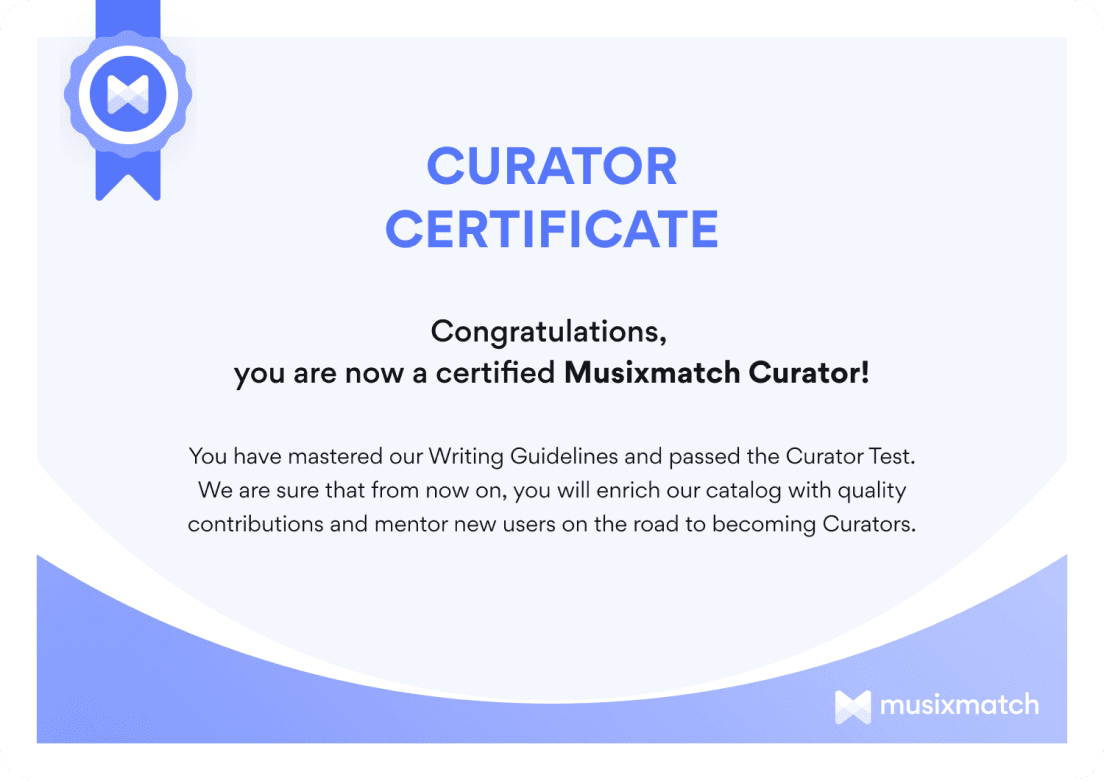 CURATOR
CERTIFICATE
Congratulations,
you are now a certified Musixmatch Curator!
You have mastered our Writing Guidelines and passed the Curator Test.
We are sure that from now on, you will enrich our catalog with quality
contributions and mentor new users on the road to becoming Curators.
musixmatch